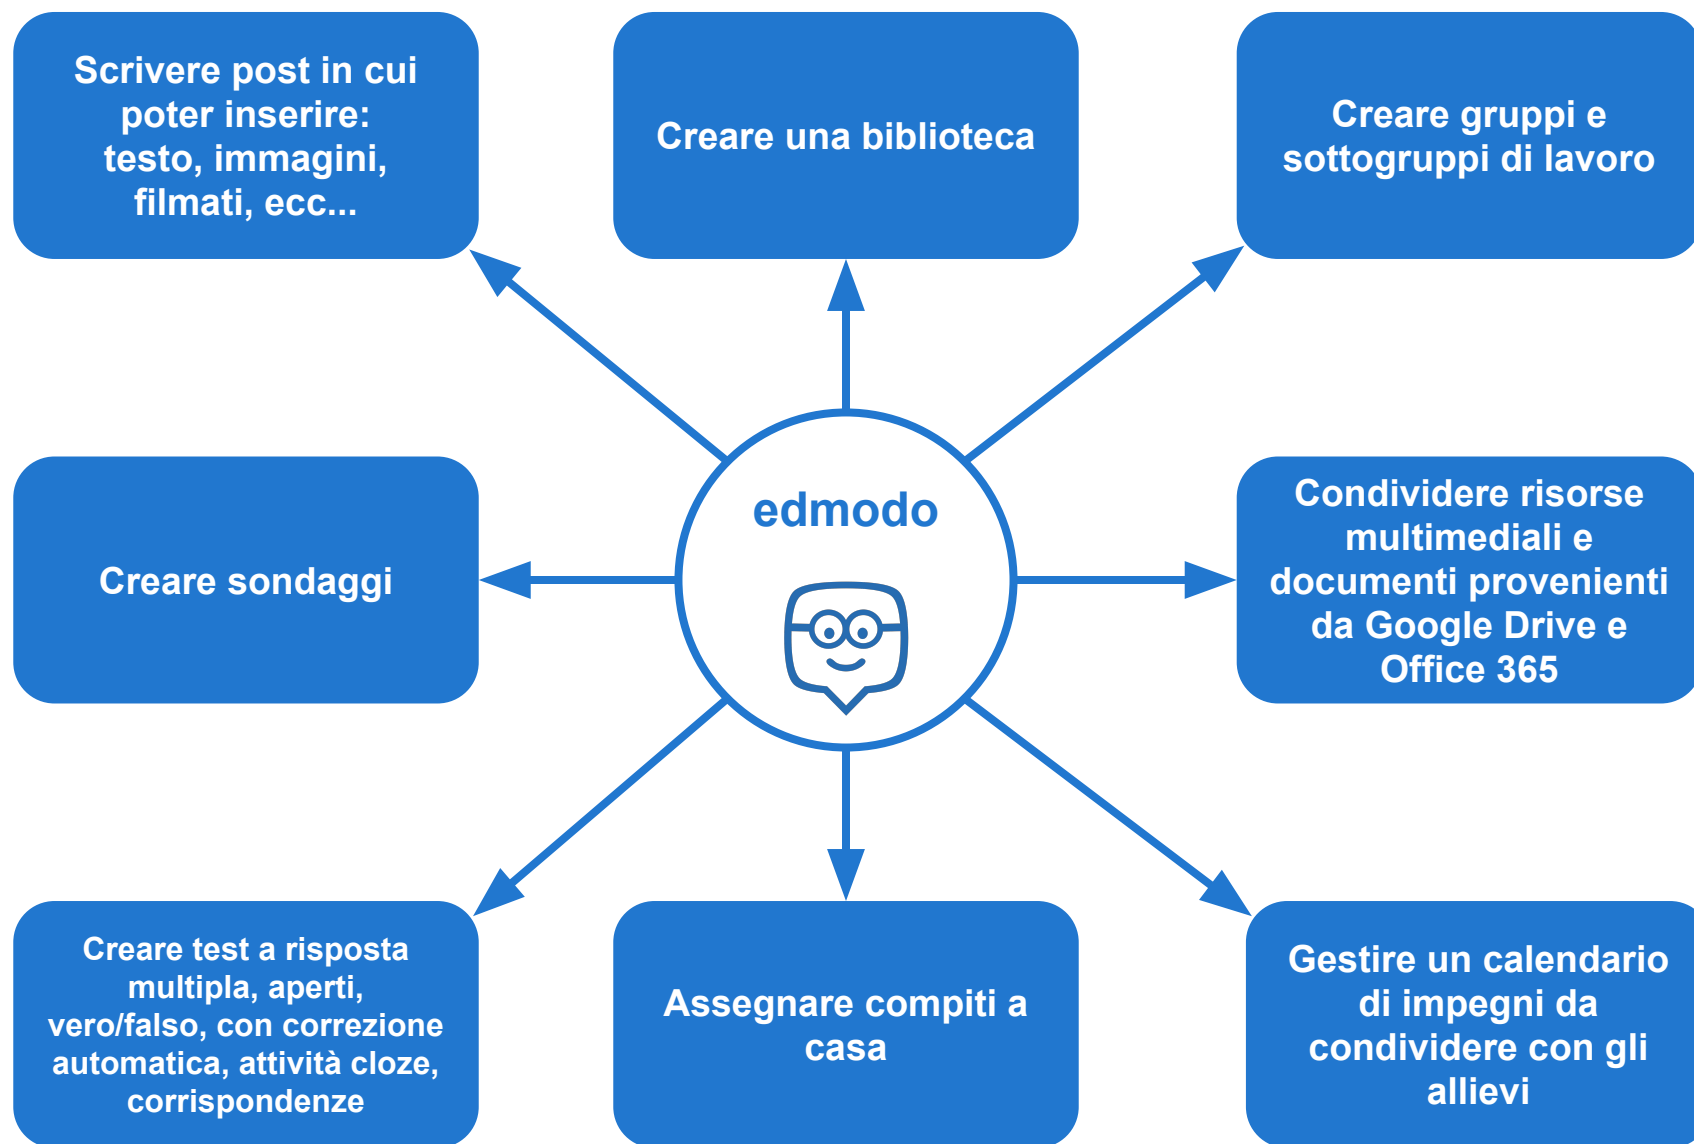 Scrivere post in cui
poter inserire:
testo, immagini,
filmati, ecc...
Creare una biblioteca
Creare gruppi e
sottogruppi di lavoro
Creare sondaggi
edmodo
Condividere risorse
multimediali e
documenti provenienti
da Google Drive e
Office 365
Creare test a risposta
multipla, aperti,
vero/falso, con correzione
automatica, attività cloze,
corrispondenze
Assegnare compiti a
casa
Gestire un calendario
di impegni da
condividere con gli
allievi